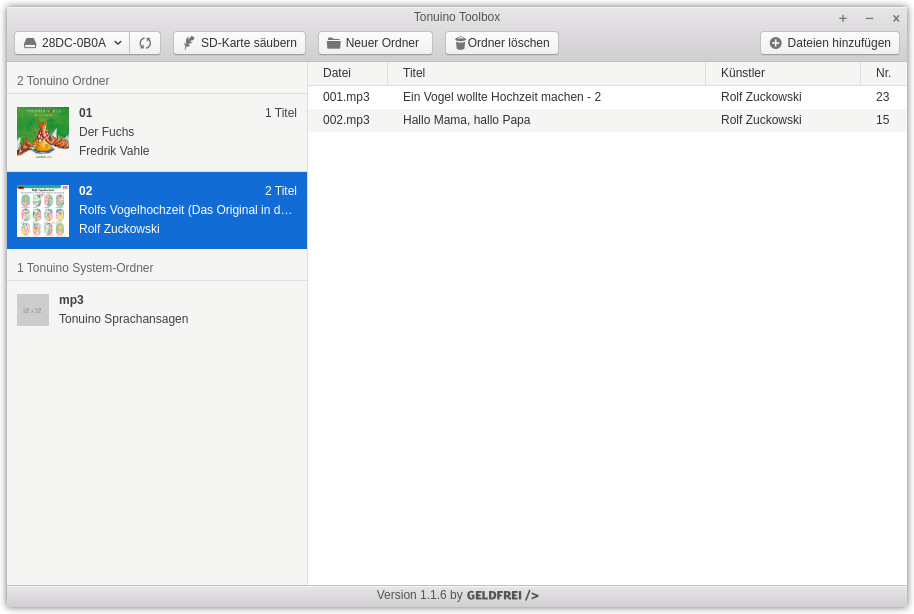 Tonuino Toolbox
28DC-0B0A
SD-Karte säubern
Neuer Ordner
Ordner löschen
Dateien hinzufügen
2 Tonuino Ordner
01 1 Titel
Der Fuchs
Fredrik Vahle
02 2 Titel
Rolfs Vogelhochzeit (Das Original in d…
Rolf Zuckowski
1 Tonuino System-Ordner
mp3
Tonuino Sprachansagen
Datei Titel Künstler Nr.
001.mp3 Ein Vogel wollte Hochzeit machen - 2 Rolf Zuckowski 23
002.mp3 Hallo Mama, hallo Papa Rolf Zuckowski 15
Version 1.1.6 by GELDFREI />